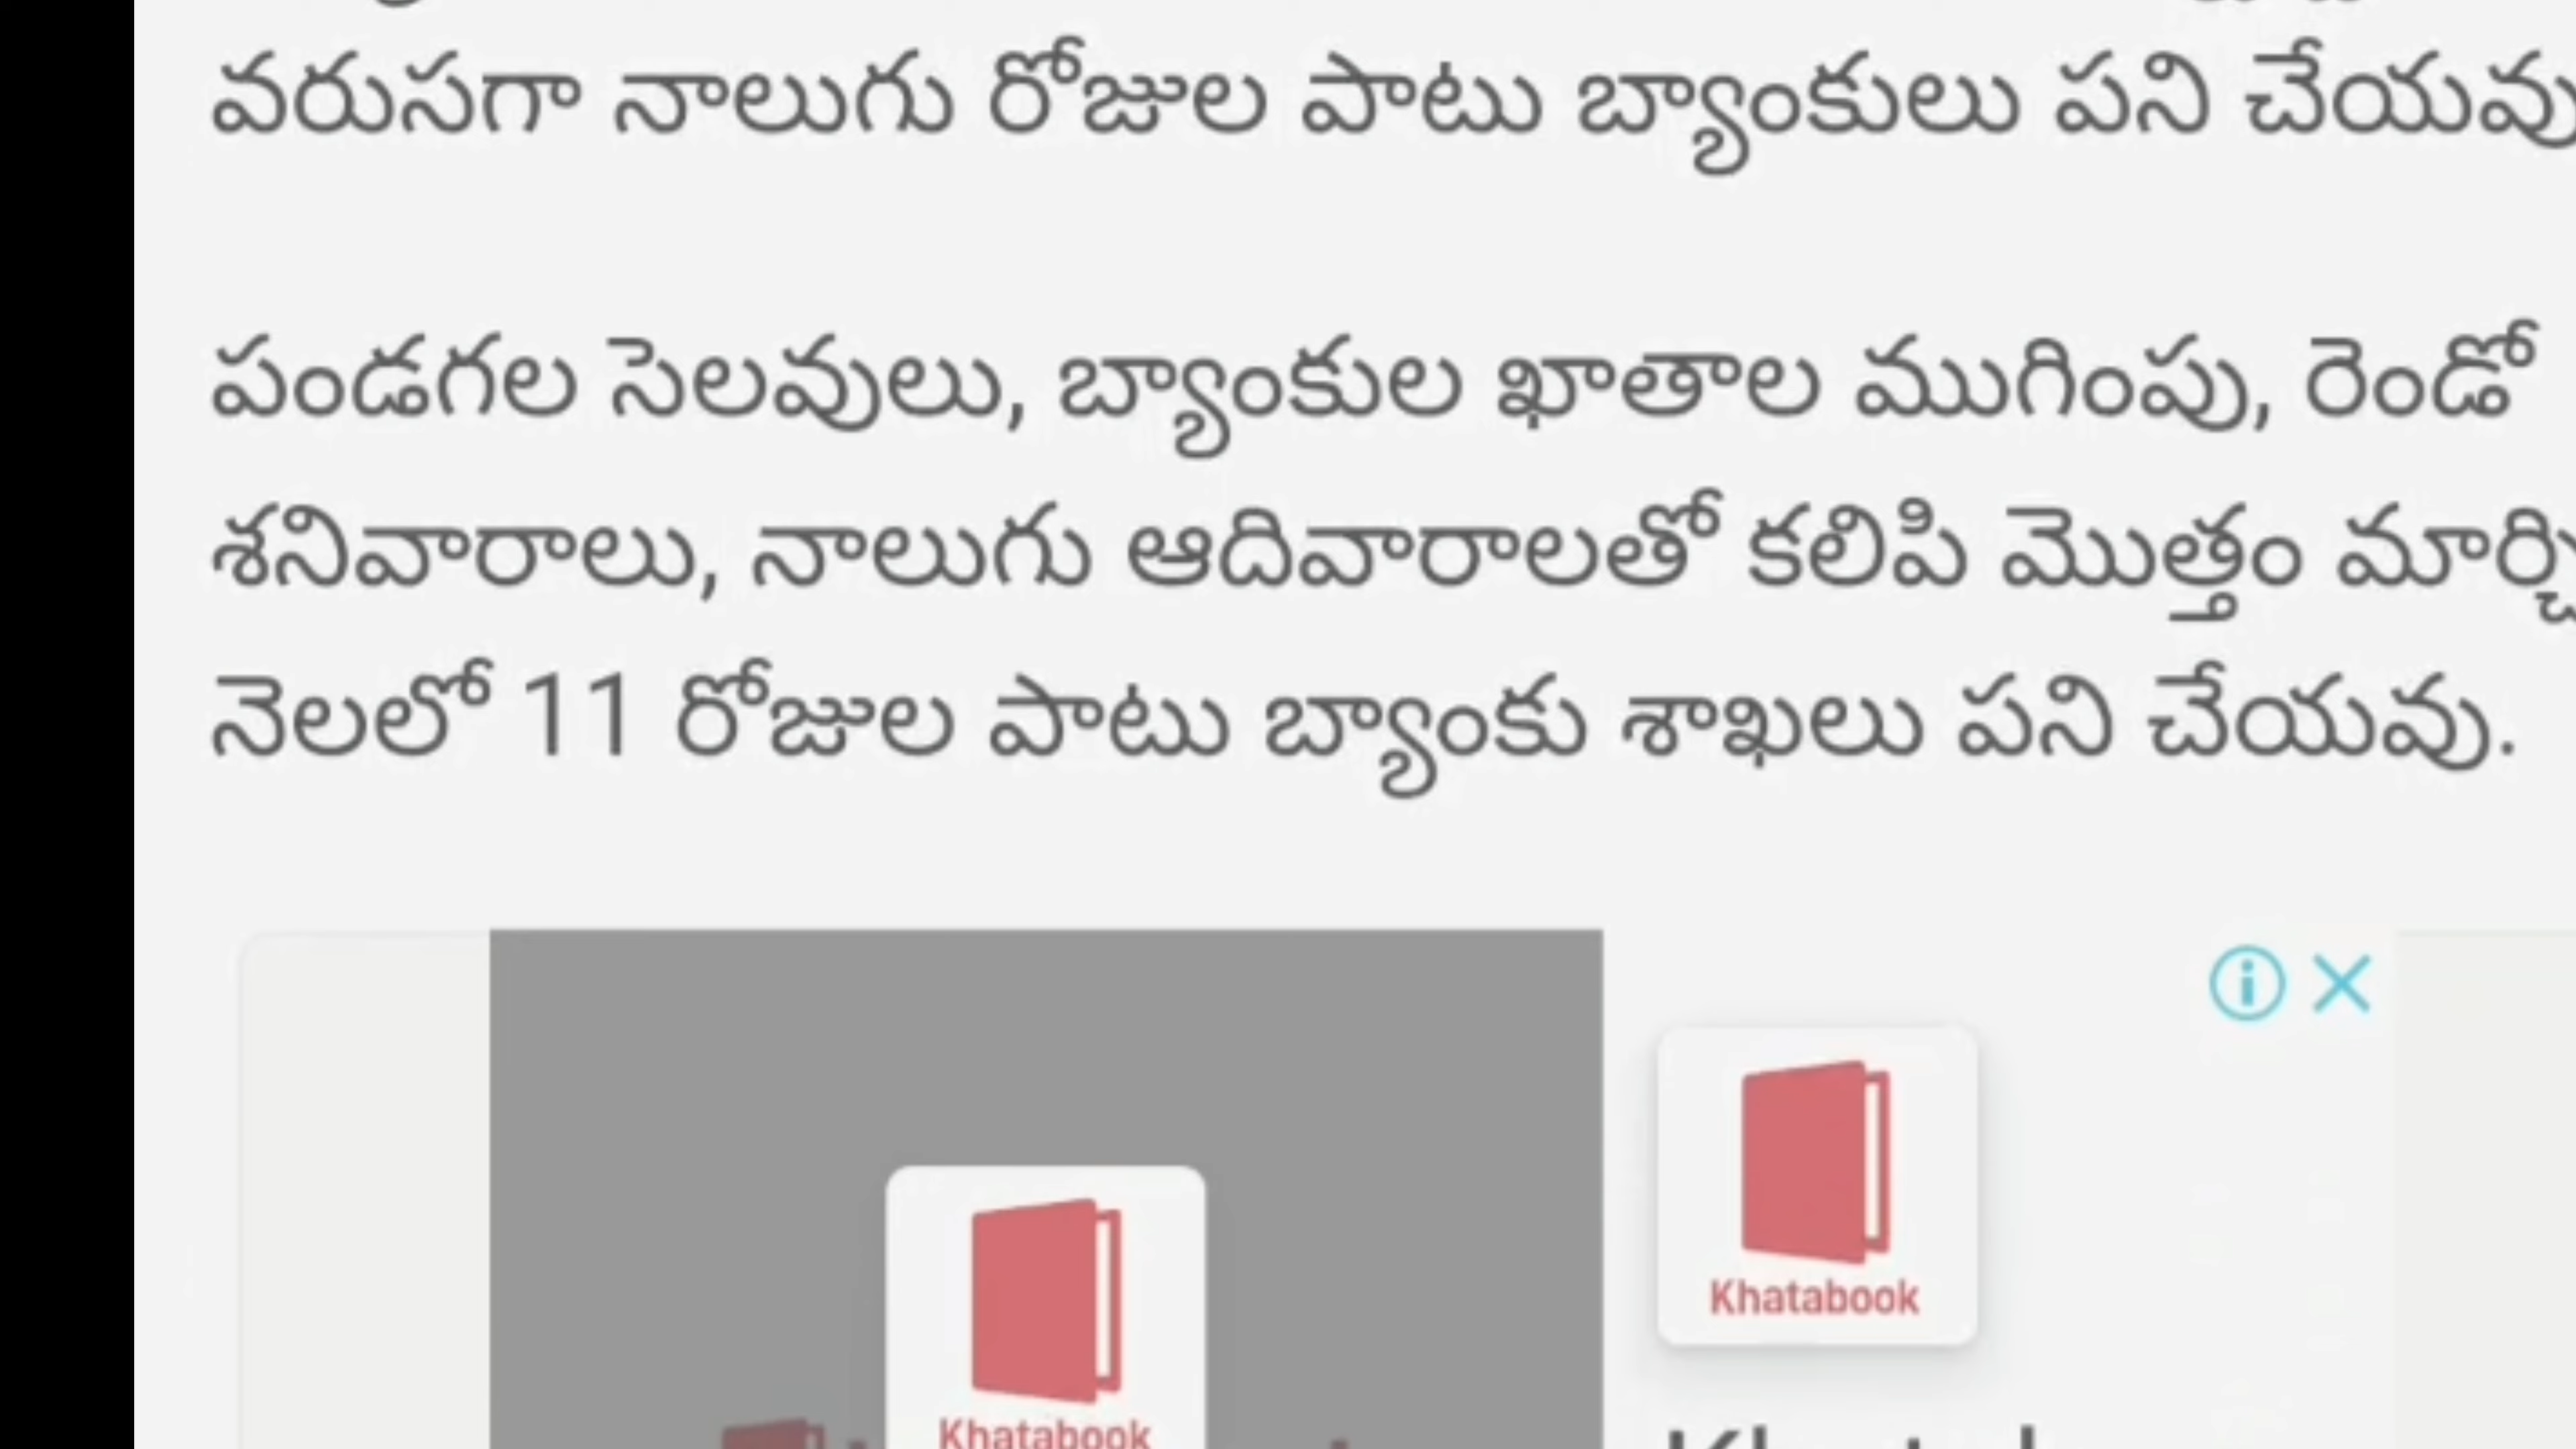 వరుసగా నాలుగు రోజుల పాటు బ్యాంకులు పని చేయవు
పండగల సెలవులు, బ్యాంకుల ఖాతాల ముగింపు, రెండో
శనివారాలు, నాలుగు ఆదివారాలతో కలిపి మొత్తం మార్చి
నెలలో 11 రోజుల పాటు బ్యాంకు శాఖలు పని చేయవు.
Khatabook
Khatabook